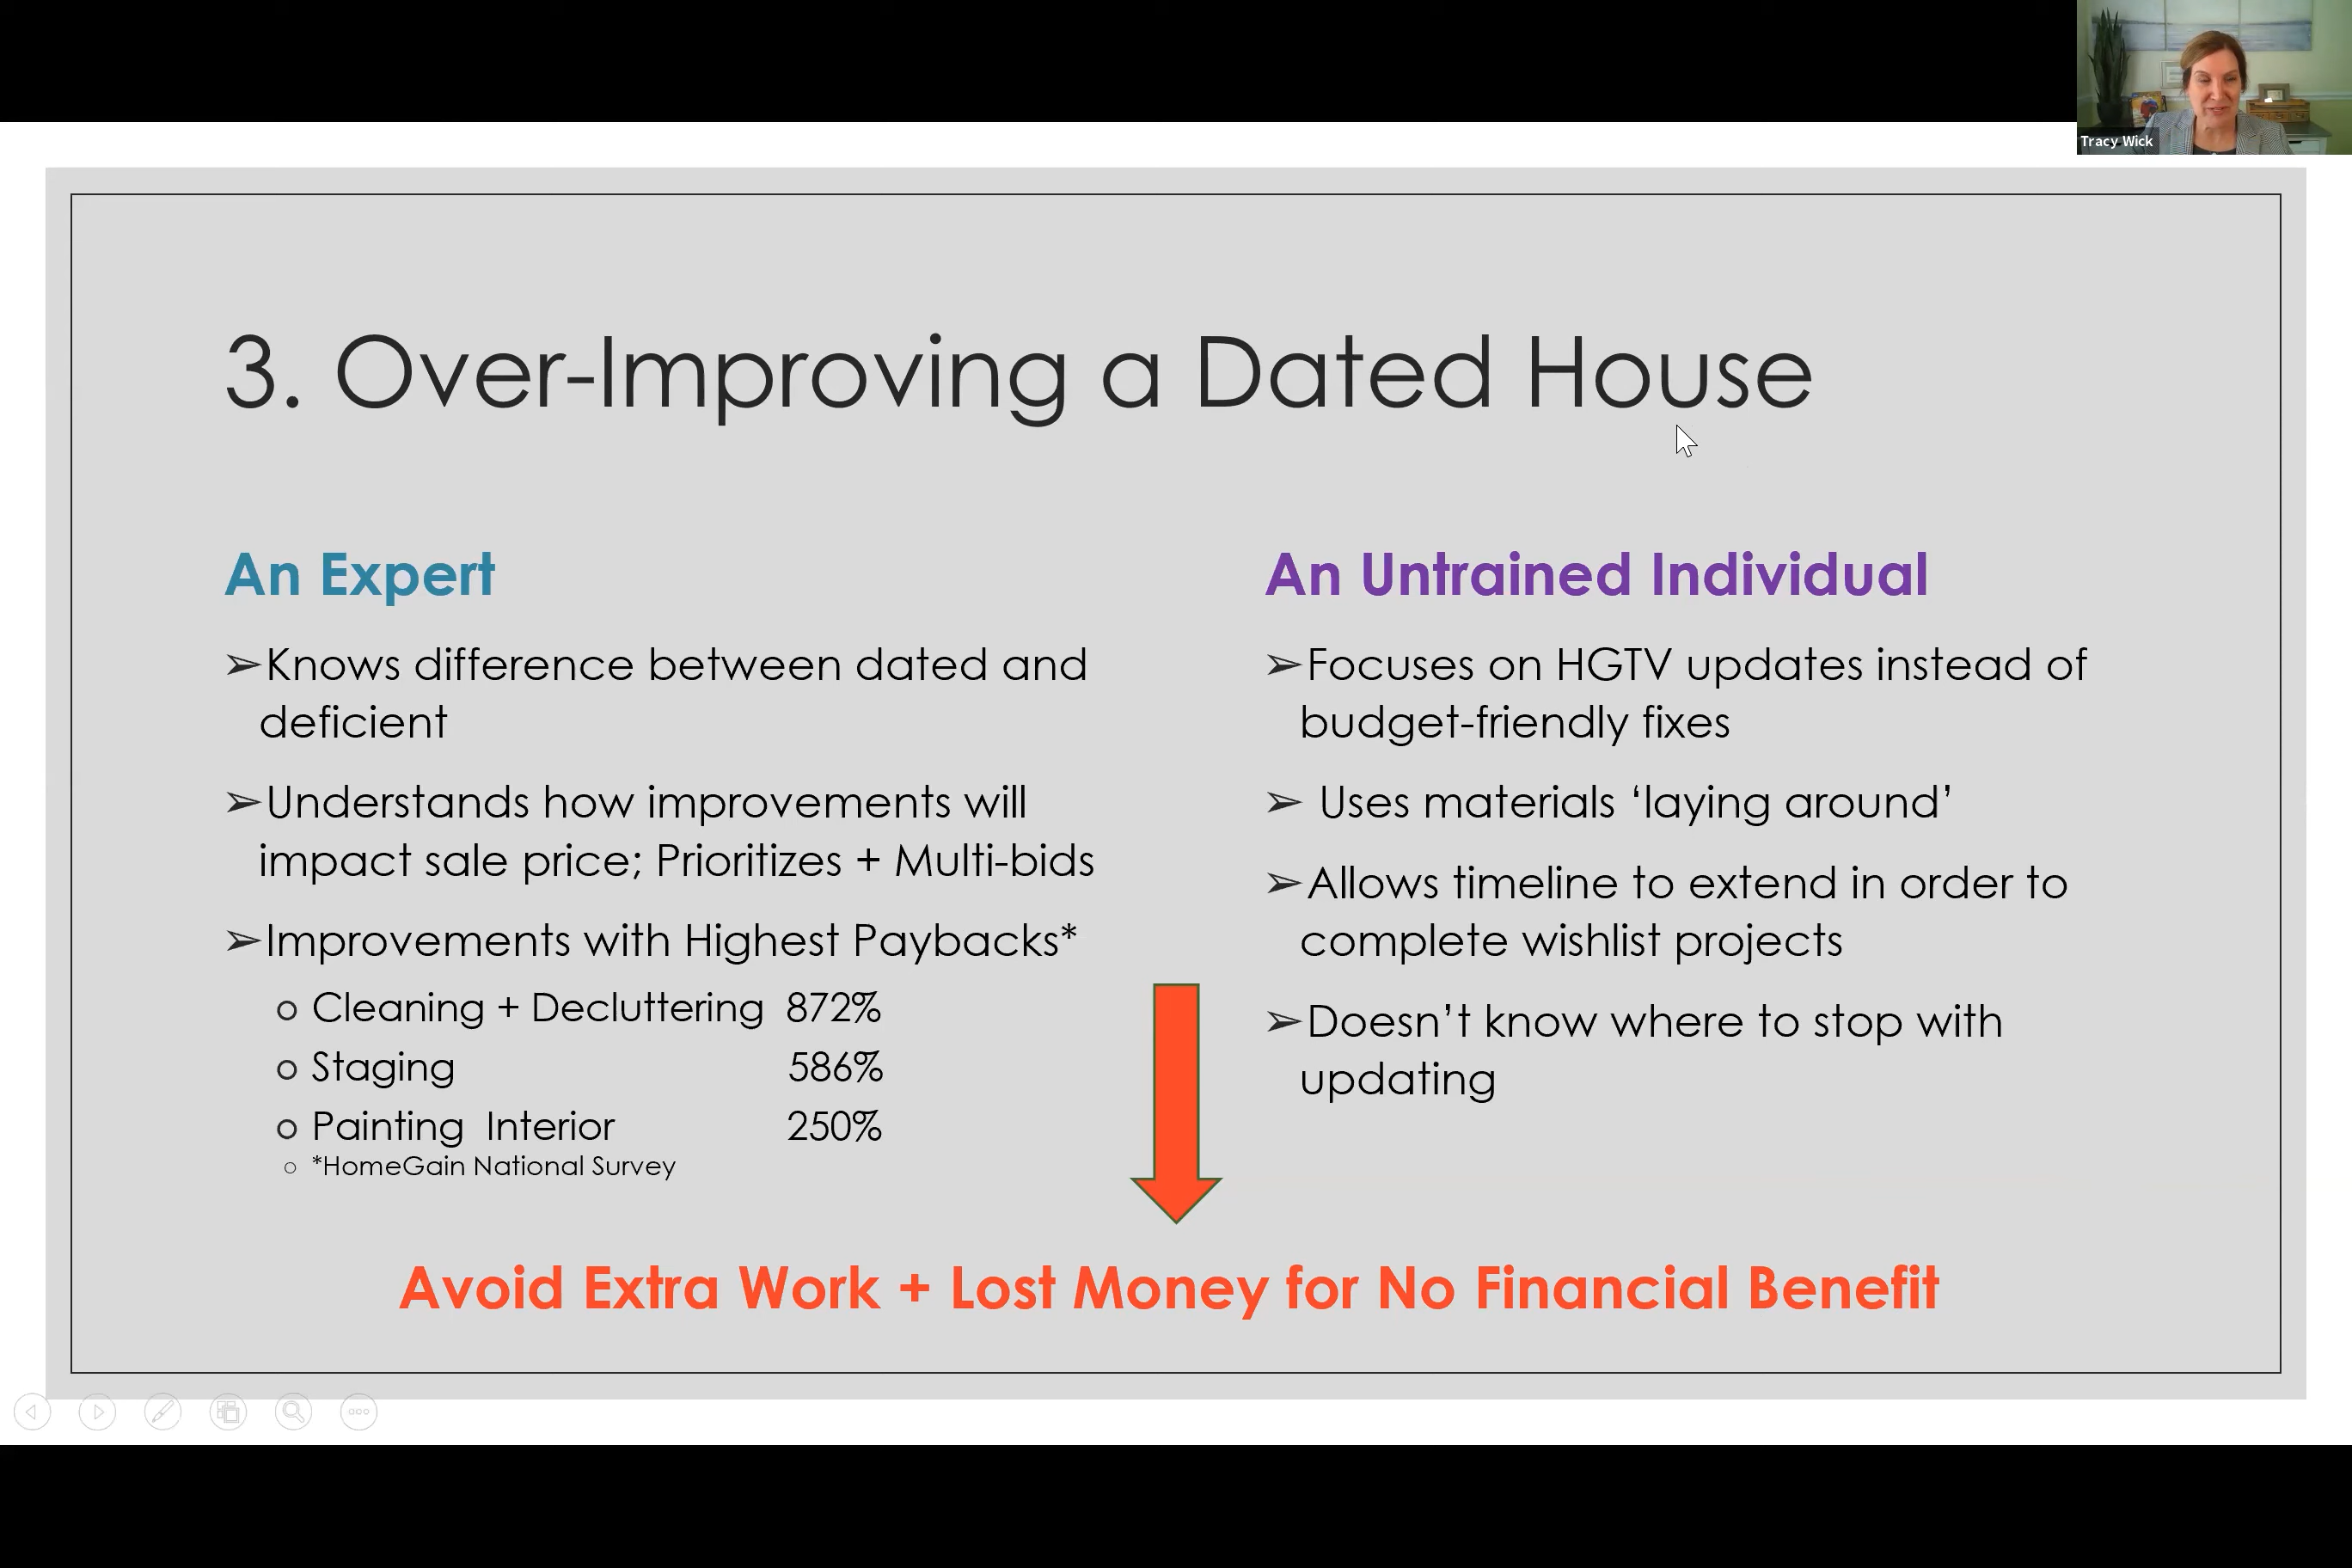 Tracy Wick
3. Over-Improving a Dated House
An Expert
➢Knows difference between dated and
deficient
➢Understands how improvements will
impact sale price; Prioritizes + Multi-bids
➢Improvements with Highest Paybacks*
o Cleaning + Decluttering 872%
o Staging 586%
o Painting Interior 250%
o *HomeGain National Survey
An Untrained Individual
➢Focuses on HGTV updates instead of
budget-friendly fixes
➢ Uses materials ‘laying around’
➢Allows timeline to extend in order to
complete wishlist projects
➢Doesn’t know where to stop with
updating
Avoid Extra Work + Lost Money for No Financial Benefit